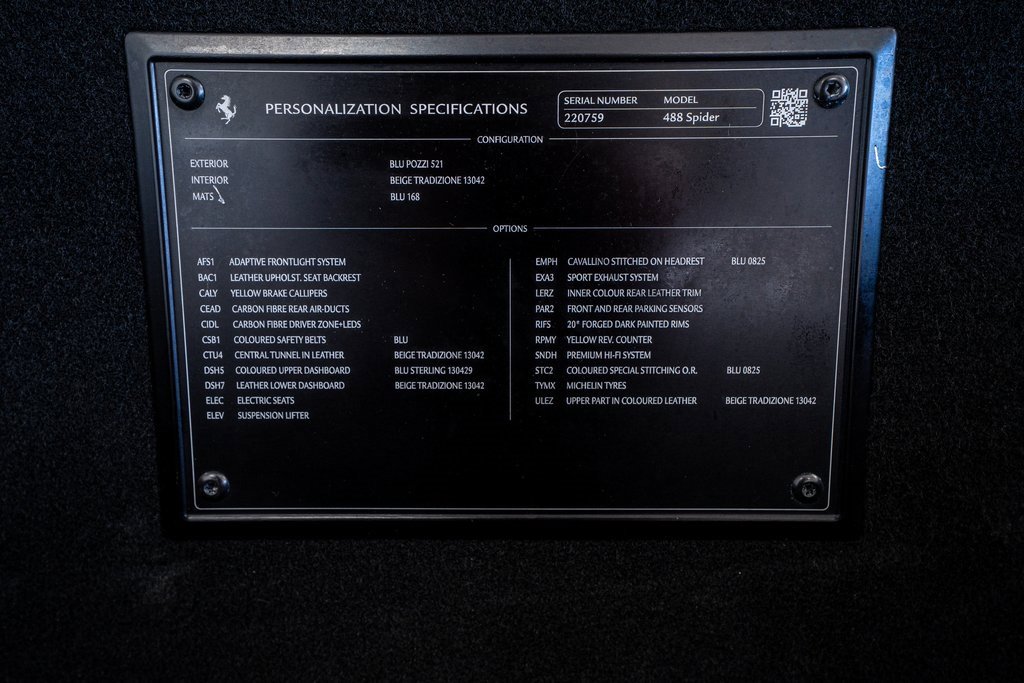 PERSONALIZATION SPECIFICATIONS
SERIAL NUMBER MODEL
220759 488 Spider
CONFIGURATION
EXTERIOR BLU POZZI 521
INTERIOR BEIGE TRADIZIONE 13042
MATS BLU 168
OPTIONS
AFS1 ADAPTIVE FRONTLIGHT SYSTEM
BAC1 LEATHER UPHOLST. SEAT BACKREST
CALY YELLOW BRAKE CALLIPERS
CEAD CARBON FIBRE REAR AIR-DUCTS
CIDL CARBON FIBRE DRIVER ZONE+LEDS
CSB1 COLOURED SAFETY BELTS BLU
CTU4 CENTRAL TUNNEL IN LEATHER BEIGE TRADIZIONE 13042
DSH5 COLOURED UPPER DASHBOARD BLU STERLING 130429
DSH7 LEATHER LOWER DASHBOARD BEIGE TRADIZIONE 13042
ELEC ELECTRIC SEATS
ELEV SUSPENSION LIFTER
EMPH CAVALLINO STITCHED ON HEADREST BLU 0825
EXA3 SPORT EXHAUST SYSTEM
LERZ INNER COLOUR REAR LEATHER TRIM
PAR2 FRONT AND REAR PARKING SENSORS
RIFS 20" FORGED DARK PAINTED RIMS
RPMY YELLOW REV. COUNTER
SNDH PREMIUM HI-FI SYSTEM
STC2 COLOURED SPECIAL STITCHING O.R. BLU 0825
TYMX MICHELIN TYRES
ULEZ UPPER PART IN COLOURED LEATHER BEIGE TRADIZIONE 13042